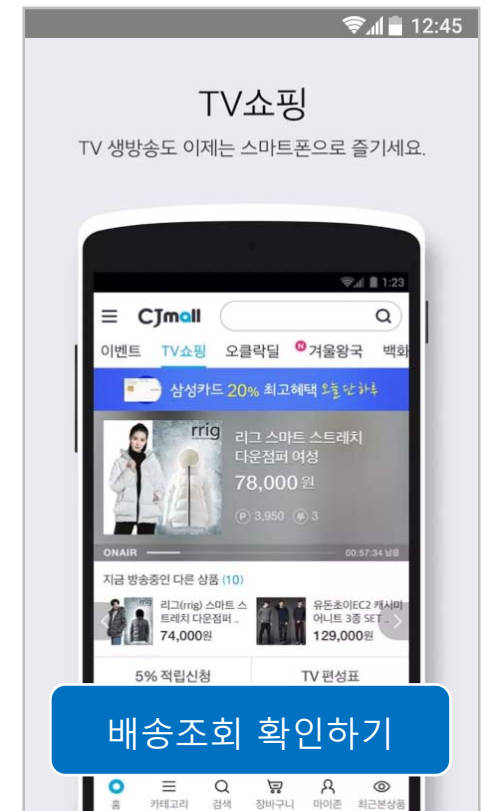 12:45
TV쇼핑
TV 생방송도 이제는 스마트폰으로 즐기세요.
1:23
CJmall
이벤트 TV쇼핑 오클락딜 N 겨울왕국 백화
삼성카드 20% 최고혜택 오늘 단 하루
rrig
리그 스마트 스트레치
다운점퍼 여성
78,000원
P 3,950 3
ONAIR 00:57:34 남음
지금 방송중인 다른 상품 (10)
리그(rrig) 스마트 스
트레치 다운점퍼 ..
74,000원
유돈초이EC2 캐시미
어니트 3종 SET ..
129,000원
5% 적립신청 TV 편성표
배송조회 확인하기
홈 카테고리 검색 장바구니 마이존 최근본상품